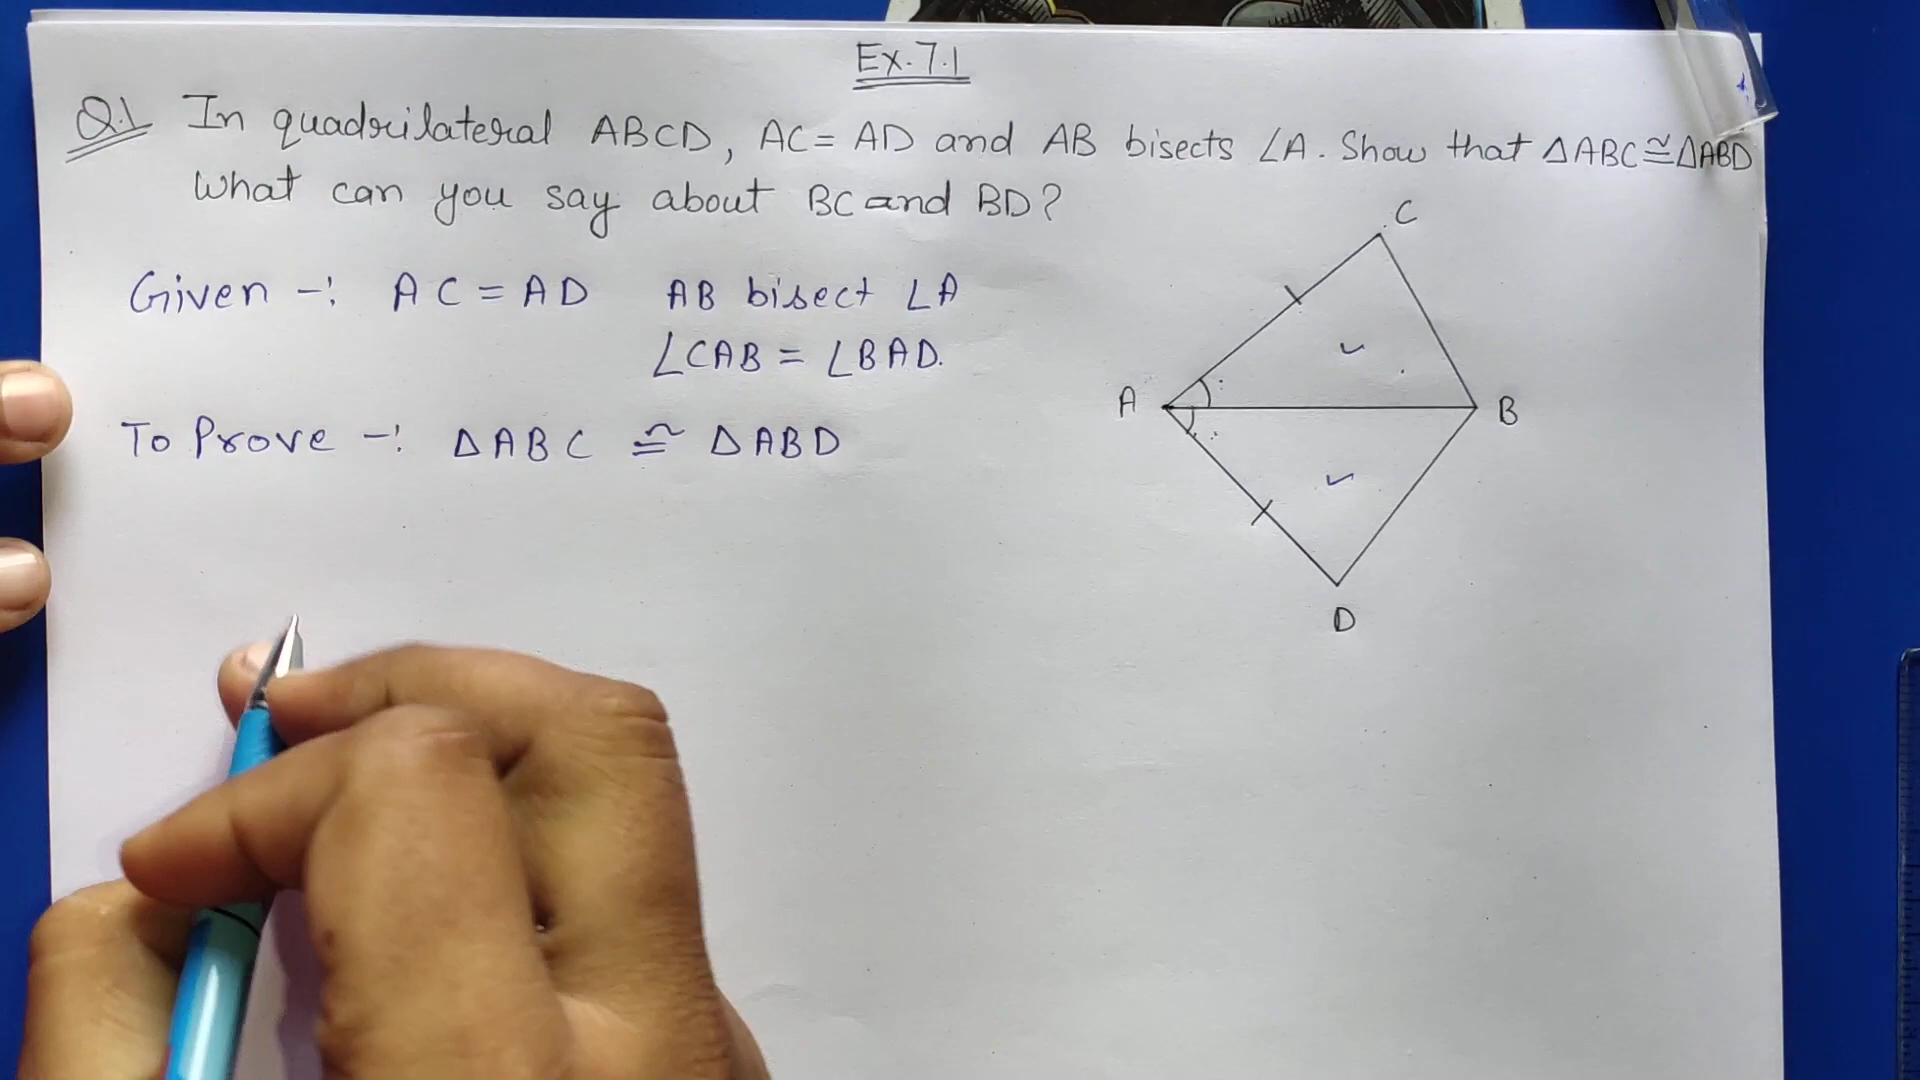 Ex. 7.1
Q.1 In quadrilateral ABCD, AC = AD and AB bisects ∠A. Show that ΔABC≅ΔABD
What can you say about BC and BD?
Given -: AC = AD AB bisect ∠A
∠CAB = ∠BAD.
To Prove -: ΔABC ≅ ΔABD
C
A
B
D